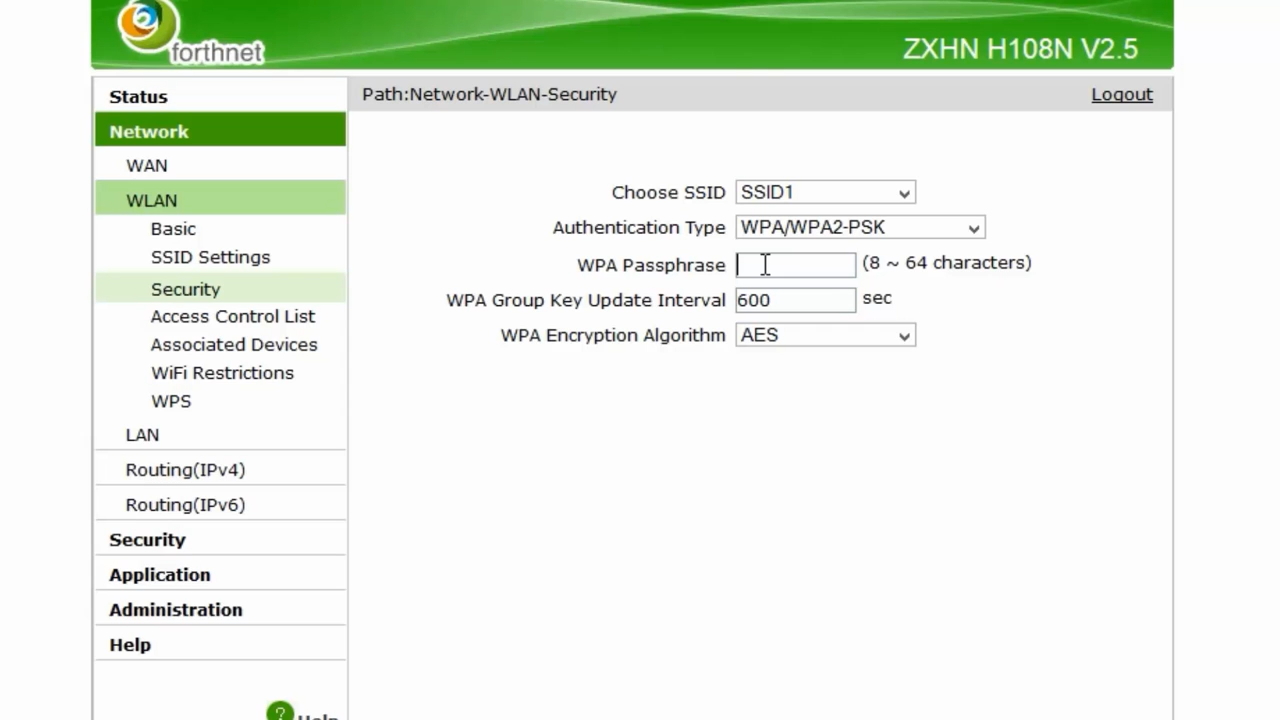 forthnet
ZXHN H108N V2.5
Status
Path:Network-WLAN-Security
Logout
Network
WAN
WLAN
Basic
SSID Settings
Security
Access Control List
Associated Devices
WiFi Restrictions
WPS
LAN
Routing(IPv4)
Routing(IPv6)
Security
Application
Administration
Help
? Help
Choose SSID SSID1
Authentication Type WPA/WPA2-PSK
WPA Passphrase (8 ~ 64 characters)
WPA Group Key Update Interval 600 sec
WPA Encryption Algorithm AES